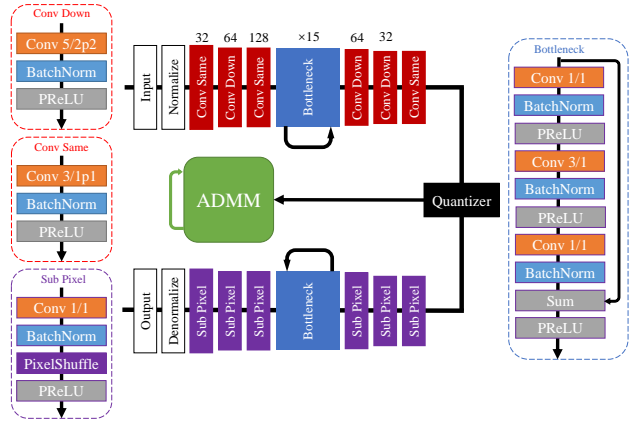 Conv Down
Conv 5/2p2
BatchNorm
PReLU
Conv Same
Conv 3/1p1
BatchNorm
PReLU
Sub Pixel
Conv 1/1
BatchNorm
PixelShuffle
PReLU
32 64 128 ×15 64 32
Input
Normalize
Conv Same
Conv Down
Conv Same
Bottleneck
Conv Down
Conv Same
Conv Same
ADMM
Quantizer
Output
Denormalize
Sub Pixel
Sub Pixel
Sub Pixel
Bottleneck
Sub Pixel
Sub Pixel
Sub Pixel
Bottleneck
Conv 1/1
BatchNorm
PReLU
Conv 3/1
BatchNorm
PReLU
Conv 1/1
BatchNorm
Sum
PReLU